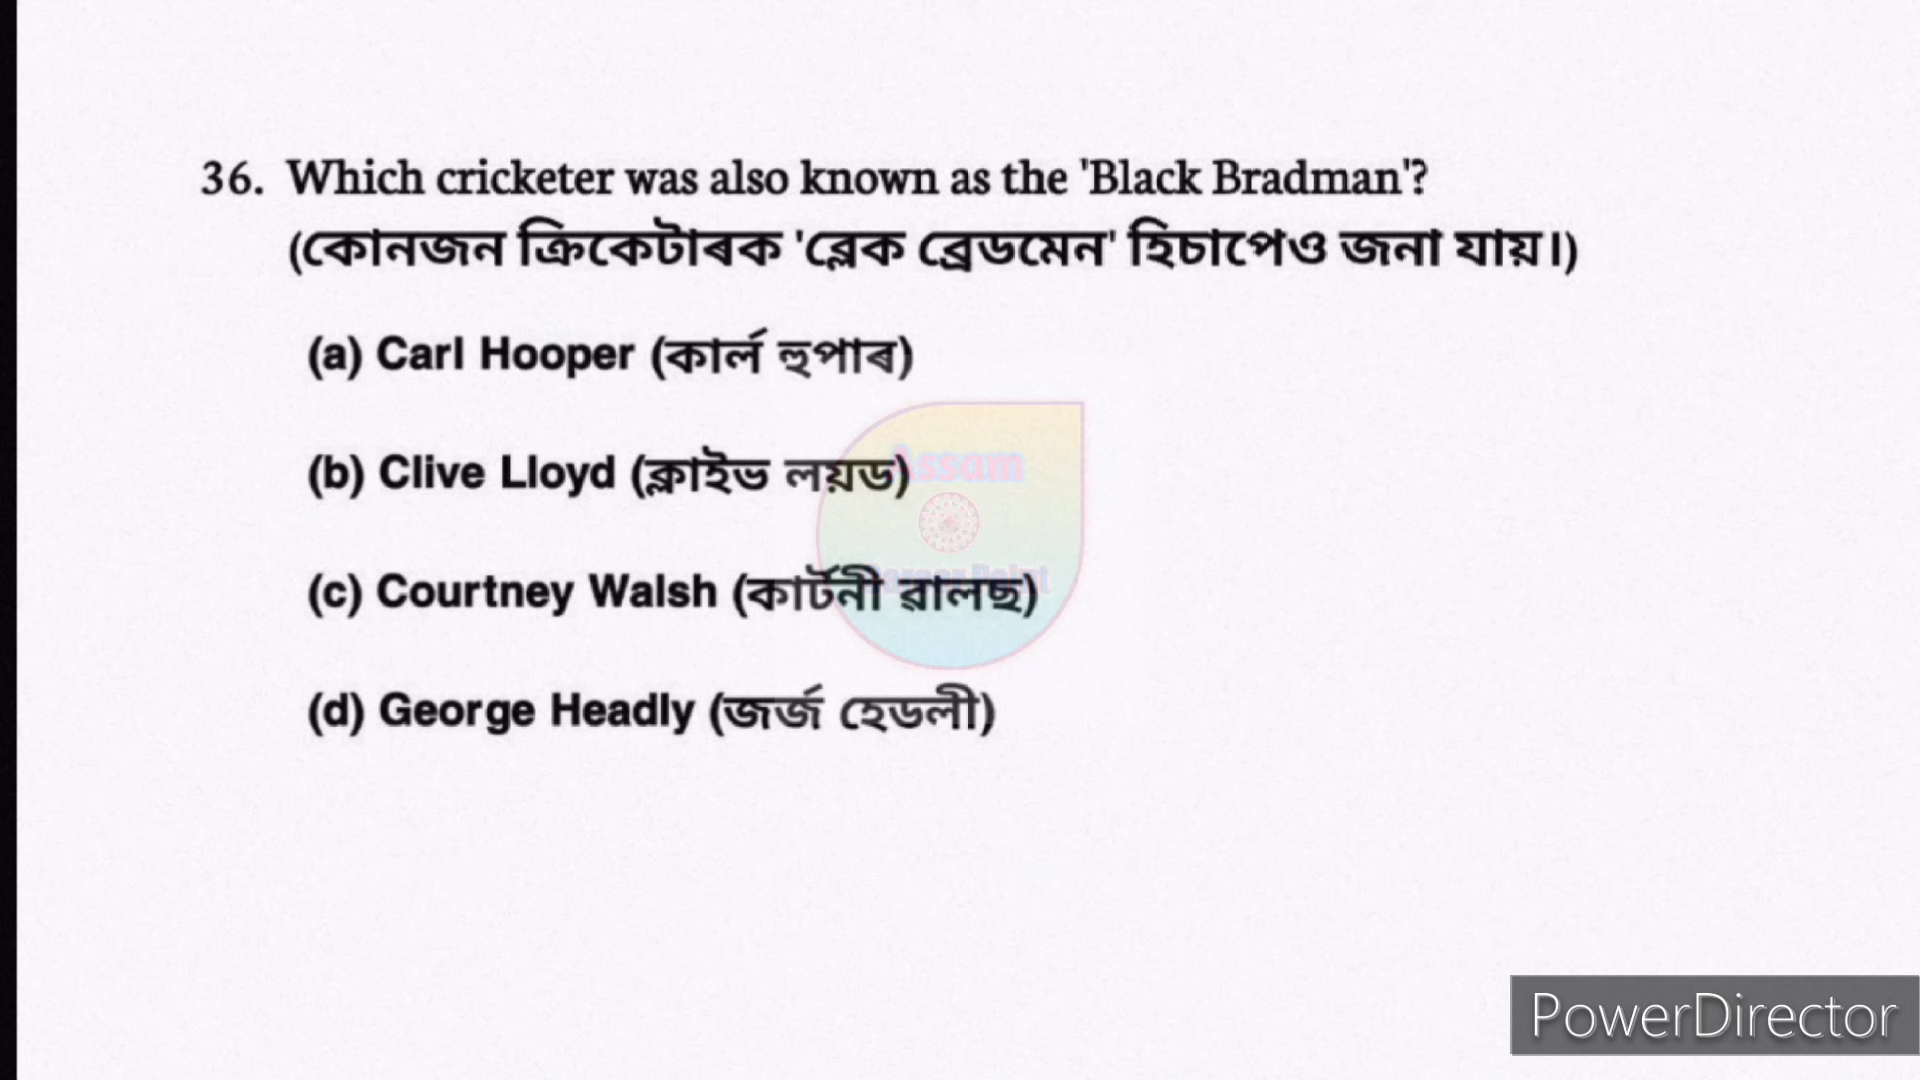 36. Which cricketer was also known as the 'Black Bradman'?
(কোনজন ক্ৰিকেটাৰক 'ব্লেক ব্ৰেডমেন' হিচাপেও জনা যায়।)
(a) Carl Hooper (কাৰ্ল হুপাৰ)
(b) Clive Lloyd (ক্লাইভ লয়ড)
Assam
(c) Courtney Walsh (কাৰ্টনী ৱালছ)
(d) George Headly (জৰ্জ হেডলী)
PowerDirector